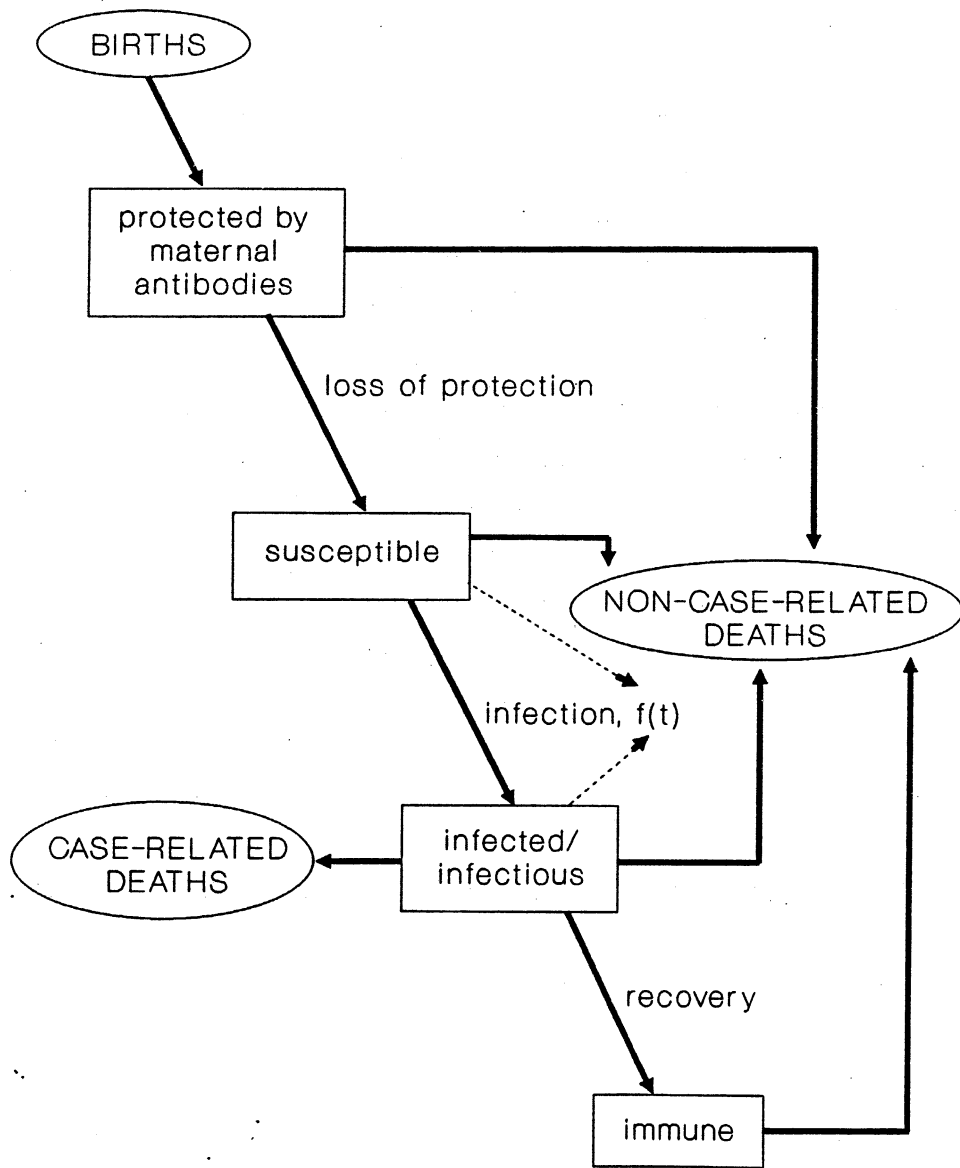 BIRTHS
protected by
maternal
antibodies
loss of protection
susceptible
NON-CASE-RELATED
DEATHS
infection, f(t)
CASE-RELATED
DEATHS
infected/
infectious
recovery
immune